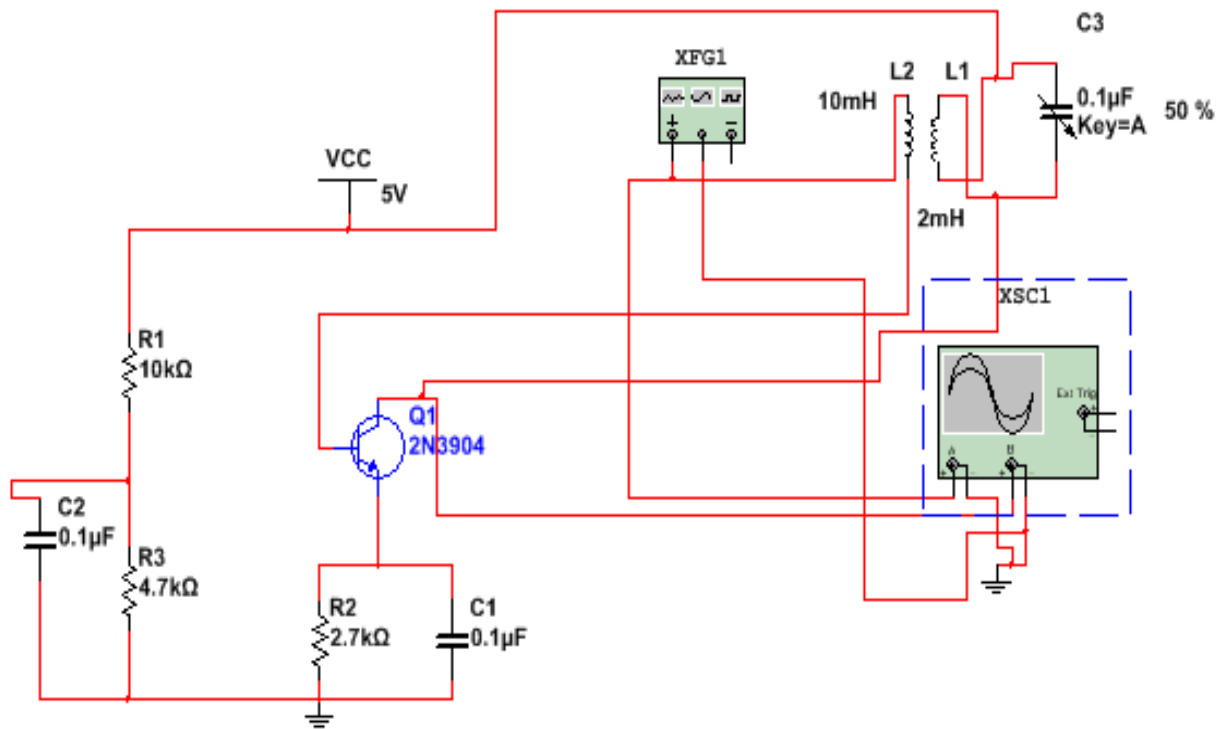 C3
XFG1
L2
L1
10mH
0.1µF
Key=A
50 %
+
−
VCC
5V
2mH
XSC1
R1
10kΩ
Ext Trig
+
−
Q1
2N3904
A
B
+
−
+
−
C2
0.1µF
R3
4.7kΩ
R2
2.7kΩ
C1
0.1µF